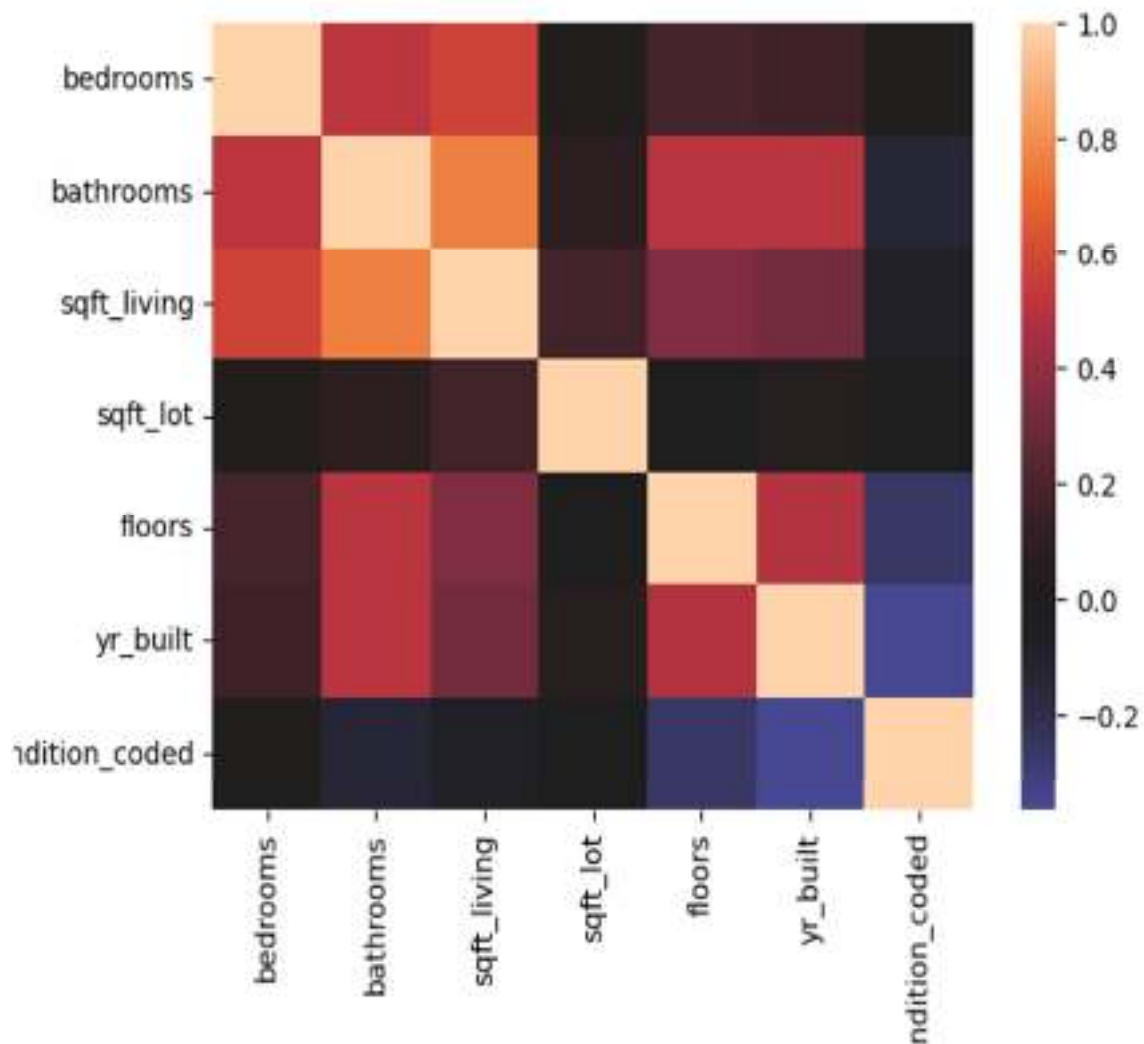 bedrooms
bathrooms
sqft_living
sqft_lot
floors
yr_built
ndition_coded
bedrooms
bathrooms
sqft_living
sqft_lot
floors
yr_built
ndition_coded
1.0
0.8
0.6
0.4
0.2
0.0
−0.2